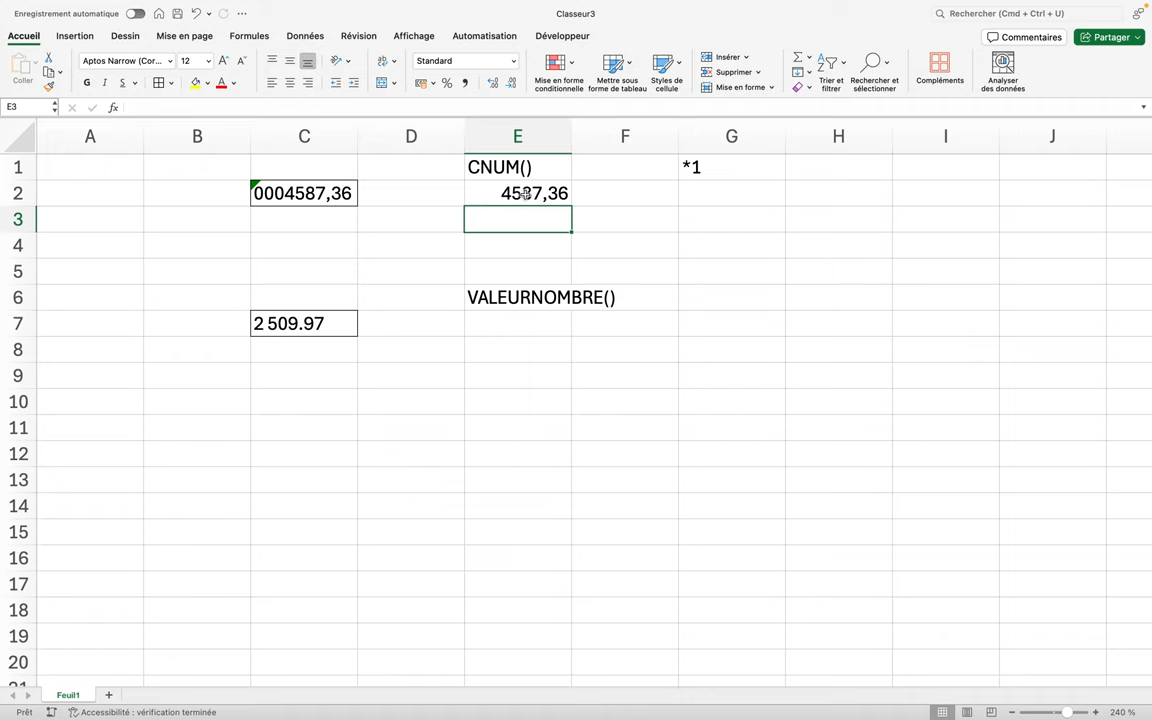 Enregistrement automatique
Classeur3
Rechercher (Cmd + Ctrl + U)
Accueil Insertion Dessin Mise en page Formules Données Révision Affichage Automatisation Développeur
Commentaires Partager
Coller
Aptos Narrow (Cor... 12
G I S
Standard
Mise en forme conditionnelle
Mettre sous forme de tableau
Styles de cellule
Insérer
Supprimer
Mise en forme
Trier et filtrer
Rechercher et sélectionner
Compléments
Analyser des données
E3 fx
A B C D E F G H I J
1 CNUM() *1
2 0004587,36 4587,36
3
4
5
6 VALEURNOMBRE()
7 2 509.97
8
9
10
11
12
13
14
15
16
17
18
19
20
21
Feuil1
Prêt Accessibilité : vérification terminée 240 %